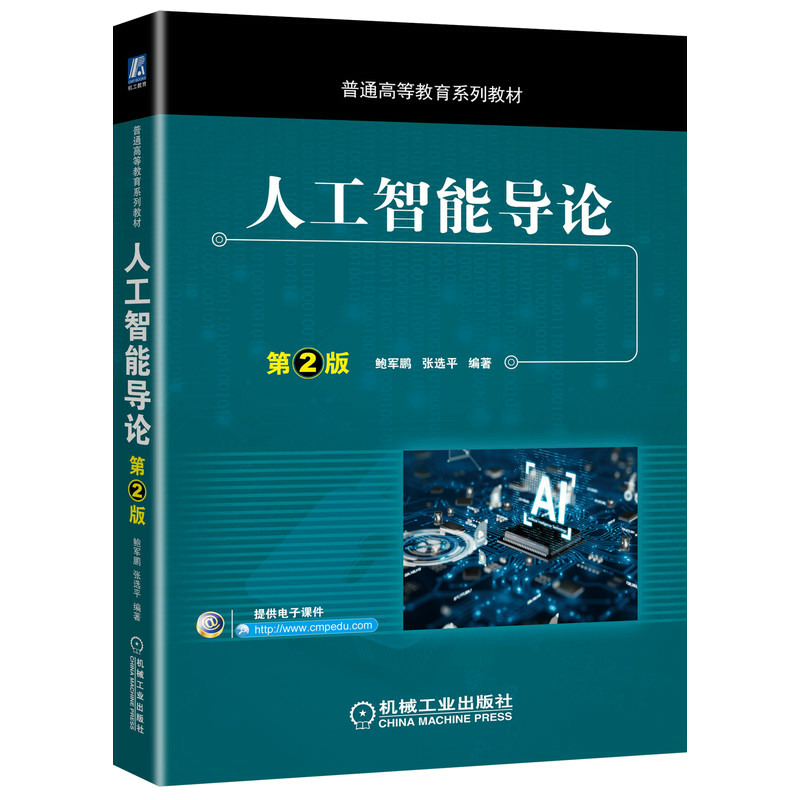 普通高等教育系列教材
人工智能导论
第2版
鲍军鹏 张选平 编著
AI
@
提供电子课件
http://www.cmpedu.com
机械工业出版社
CHINA MACHINE PRESS
机工教育
普通高等教育系列教材
人工智能导论
第2版
鲍军鹏 张选平 编著
机械工业出版社
CHINA MACHINE PRESS